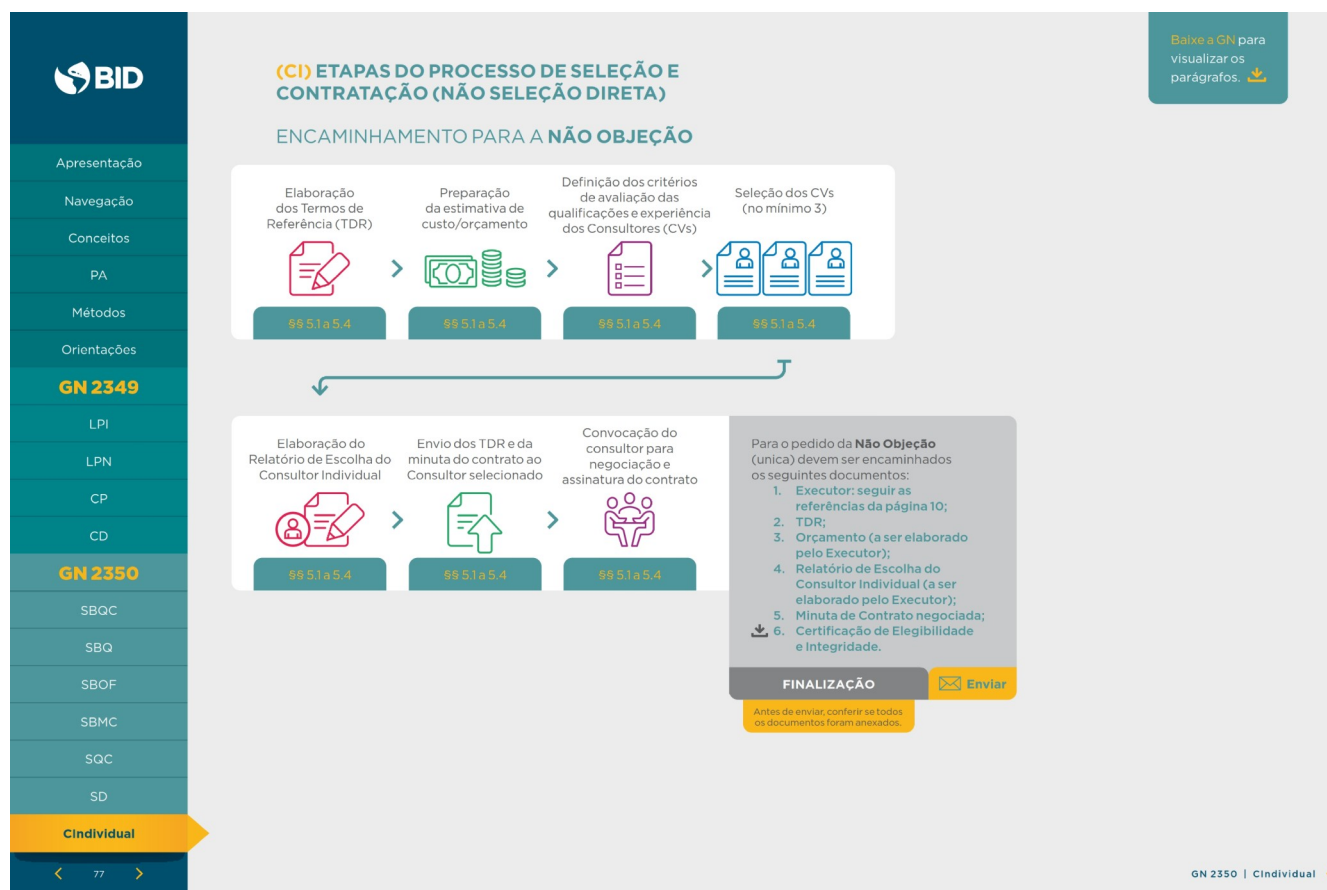 BID
Apresentação
Navegação
Conceitos
PA
Métodos
Orientações
GN 2349
LPI
LPN
CP
CD
GN 2350
SBQC
SBQ
SBOF
SBMC
SQC
SD
CIndividual
77
Baixe a GN para
visualizar os
parágrafos.
(CI) ETAPAS DO PROCESSO DE SELEÇÃO E
CONTRATAÇÃO (NÃO SELEÇÃO DIRETA)
ENCAMINHAMENTO PARA A NÃO OBJEÇÃO
Elaboração
dos Termos de
Referência (TDR)
§§ 5.1 a 5.4
Preparação
da estimativa de
custo/orçamento
§§ 5.1 a 5.4
Definição dos critérios
de avaliação das
qualificações e experiência
dos Consultores (CVs)
§§ 5.1 a 5.4
Seleção dos CVs
(no mínimo 3)
§§ 5.1 a 5.4
Elaboração do
Relatório de Escolha do
Consultor Individual
§§ 5.1 a 5.4
Envio dos TDR e da
minuta do contrato ao
Consultor selecionado
§§ 5.1 a 5.4
Convocação do
consultor para
negociação e
assinatura do contrato
§§ 5.1 a 5.4
Para o pedido da Não Objeção
(unica) devem ser encaminhados
os seguintes documentos:
1. Executor: seguir as
referências da página 10;
2. TDR;
3. Orçamento (a ser elaborado
pelo Executor);
4. Relatório de Escolha do
Consultor Individual (a ser
elaborado pelo Executor);
5. Minuta de Contrato negociada;
6. Certificação de Elegibilidade
e Integridade.
FINALIZAÇÃO
Enviar
Antes de enviar, conferir se todos
os documentos foram anexados.
GN 2350 | CIndividual